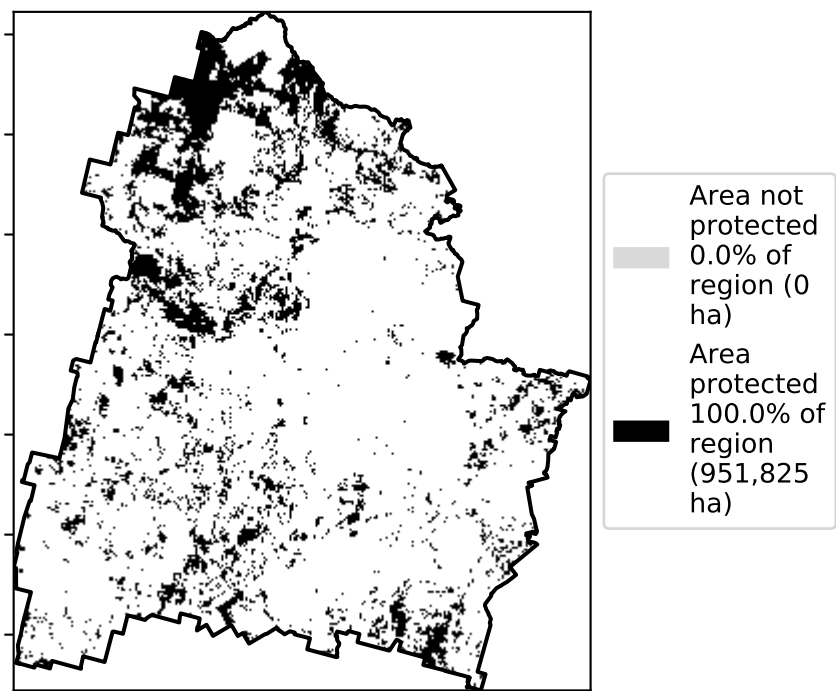 Area not
protected
0.0% of
region (0
ha)
Area
protected
100.0% of
region
(951,825
ha)